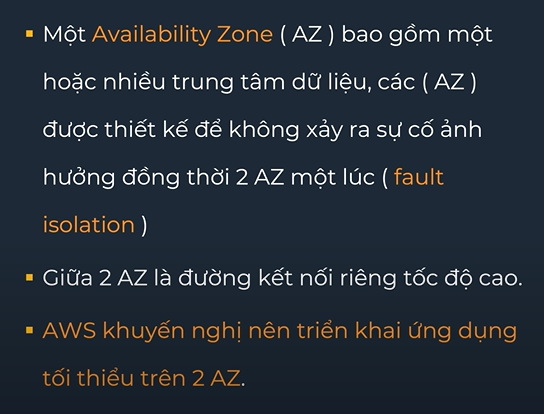 ▪ Một Availability Zone ( AZ ) bao gồm một
hoặc nhiều trung tâm dữ liệu, các ( AZ )
được thiết kế để không xảy ra sự cố ảnh
hưởng đồng thời 2 AZ một lúc ( fault
isolation )
▪ Giữa 2 AZ là đường kết nối riêng tốc độ cao.
▪ AWS khuyến nghị nên triển khai ứng dụng
tối thiểu trên 2 AZ.